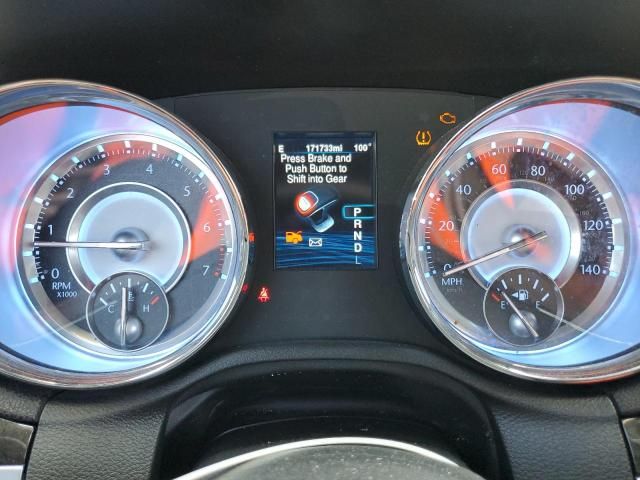 E 171733mi 100°
Press Brake and
Push Button to
Shift into Gear
P
R
N
D
L
0 1 2 3 4 5 6 7
RPM
X1000
C H
0 20 40 60 80 100 120 140
MPH